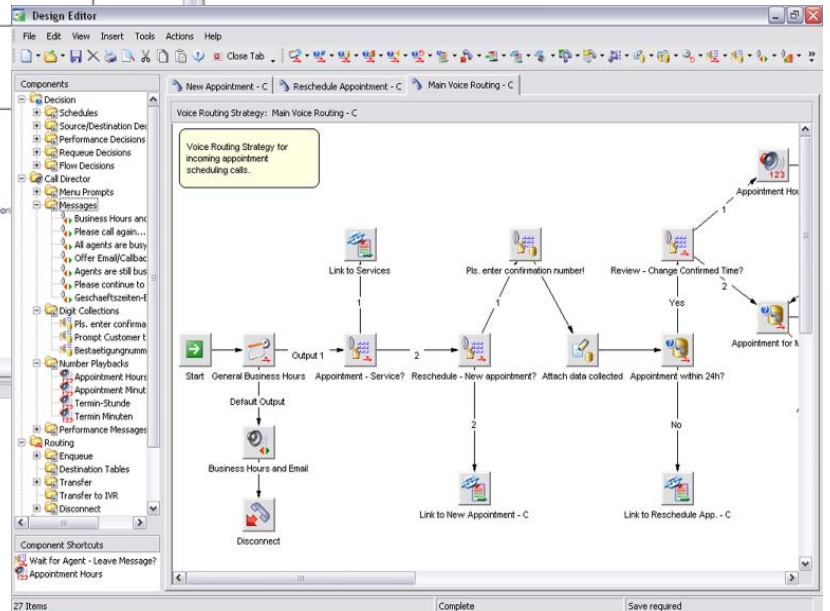 Design Editor
File Edit View Insert Tools Actions Help
Close Tab
Components
Decision
Schedules
Source/Destination De
Performance Decisions
Requeue Decisions
Flow Decisions
Call Director
Menu Prompts
Messages
Business Hours and
Please call again...
All agents are busy
Offer Email/Callbac
Agents are still bus
Please continue to
Geschaeftszeiten-E
Digit Collections
Pls. enter confirma
Prompt Customer t
Bestaetigungnumm
Number Playbacks
Appointment Hours
Appointment Minut
Termin-Stunde
Termin Minuten
Performance Messages
Routing
Enqueue
Destination Tables
Transfer
Transfer to IVR
Disconnect
Component Shortcuts
Wait for Agent - Leave Message?
Appointment Hours
New Appointment - C
Reschedule Appointment - C
Main Voice Routing - C
Voice Routing Strategy: Main Voice Routing - C
Voice Routing Strategy for
incoming appointment
scheduling calls.
123
Appointment Hou
1
Link to Services
Pls. enter confirmation number!
Review - Change Confirmed Time?
2
1
1
Yes
Appointment for M
Output 1
2
Start
General Business Hours
Appointment - Service?
Reschedule - New appointment?
Attach data collected
Appointment within 24h?
Default Output
2
No
Business Hours and Email
Link to New Appointment - C
Link to Reschedule App. - C
Disconnect
27 Items
Complete
Save required